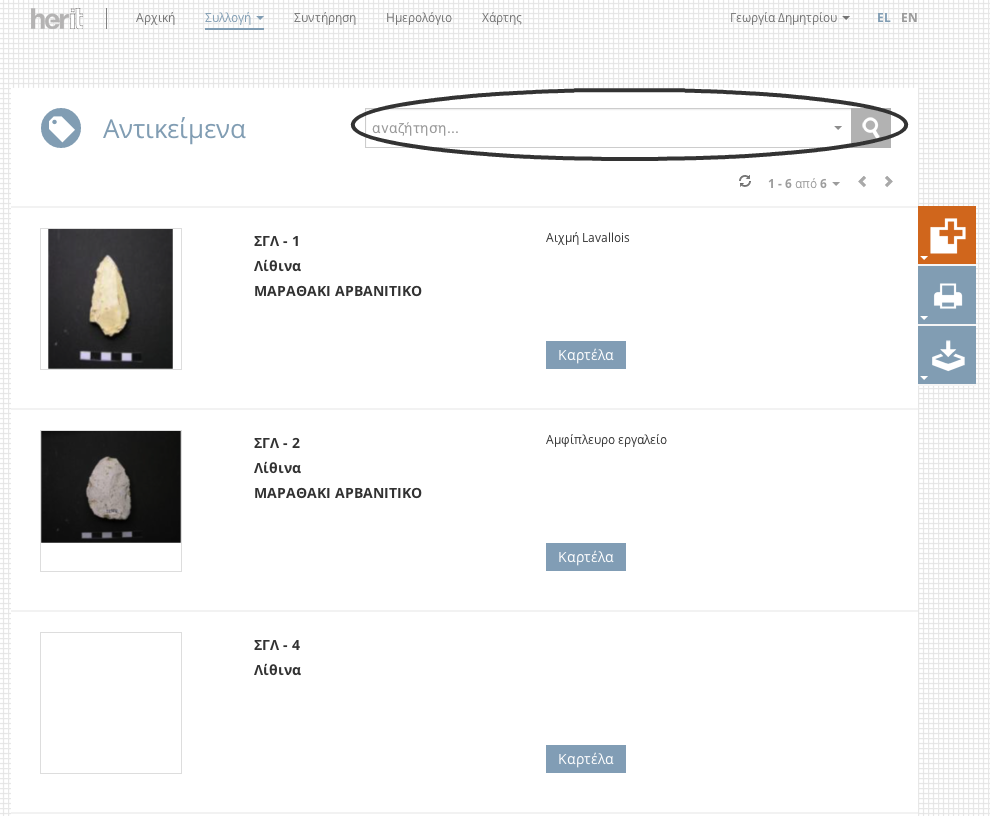 herit
Αρχική Συλλογή Συντήρηση Ημερολόγιο Χάρτης Γεωργία Δημητρίου EL EN
Αντικείμενα
αναζήτηση...
1 - 6 από 6
ΣΓΛ - 1
Αιχμή Lavallois
Λίθινα
ΜΑΡΑΘΑΚΙ ΑΡΒΑΝΙΤΙΚΟ
Καρτέλα
ΣΓΛ - 2
Αμφίπλευρο εργαλείο
Λίθινα
ΜΑΡΑΘΑΚΙ ΑΡΒΑΝΙΤΙΚΟ
Καρτέλα
ΣΓΛ - 4
Λίθινα
Καρτέλα